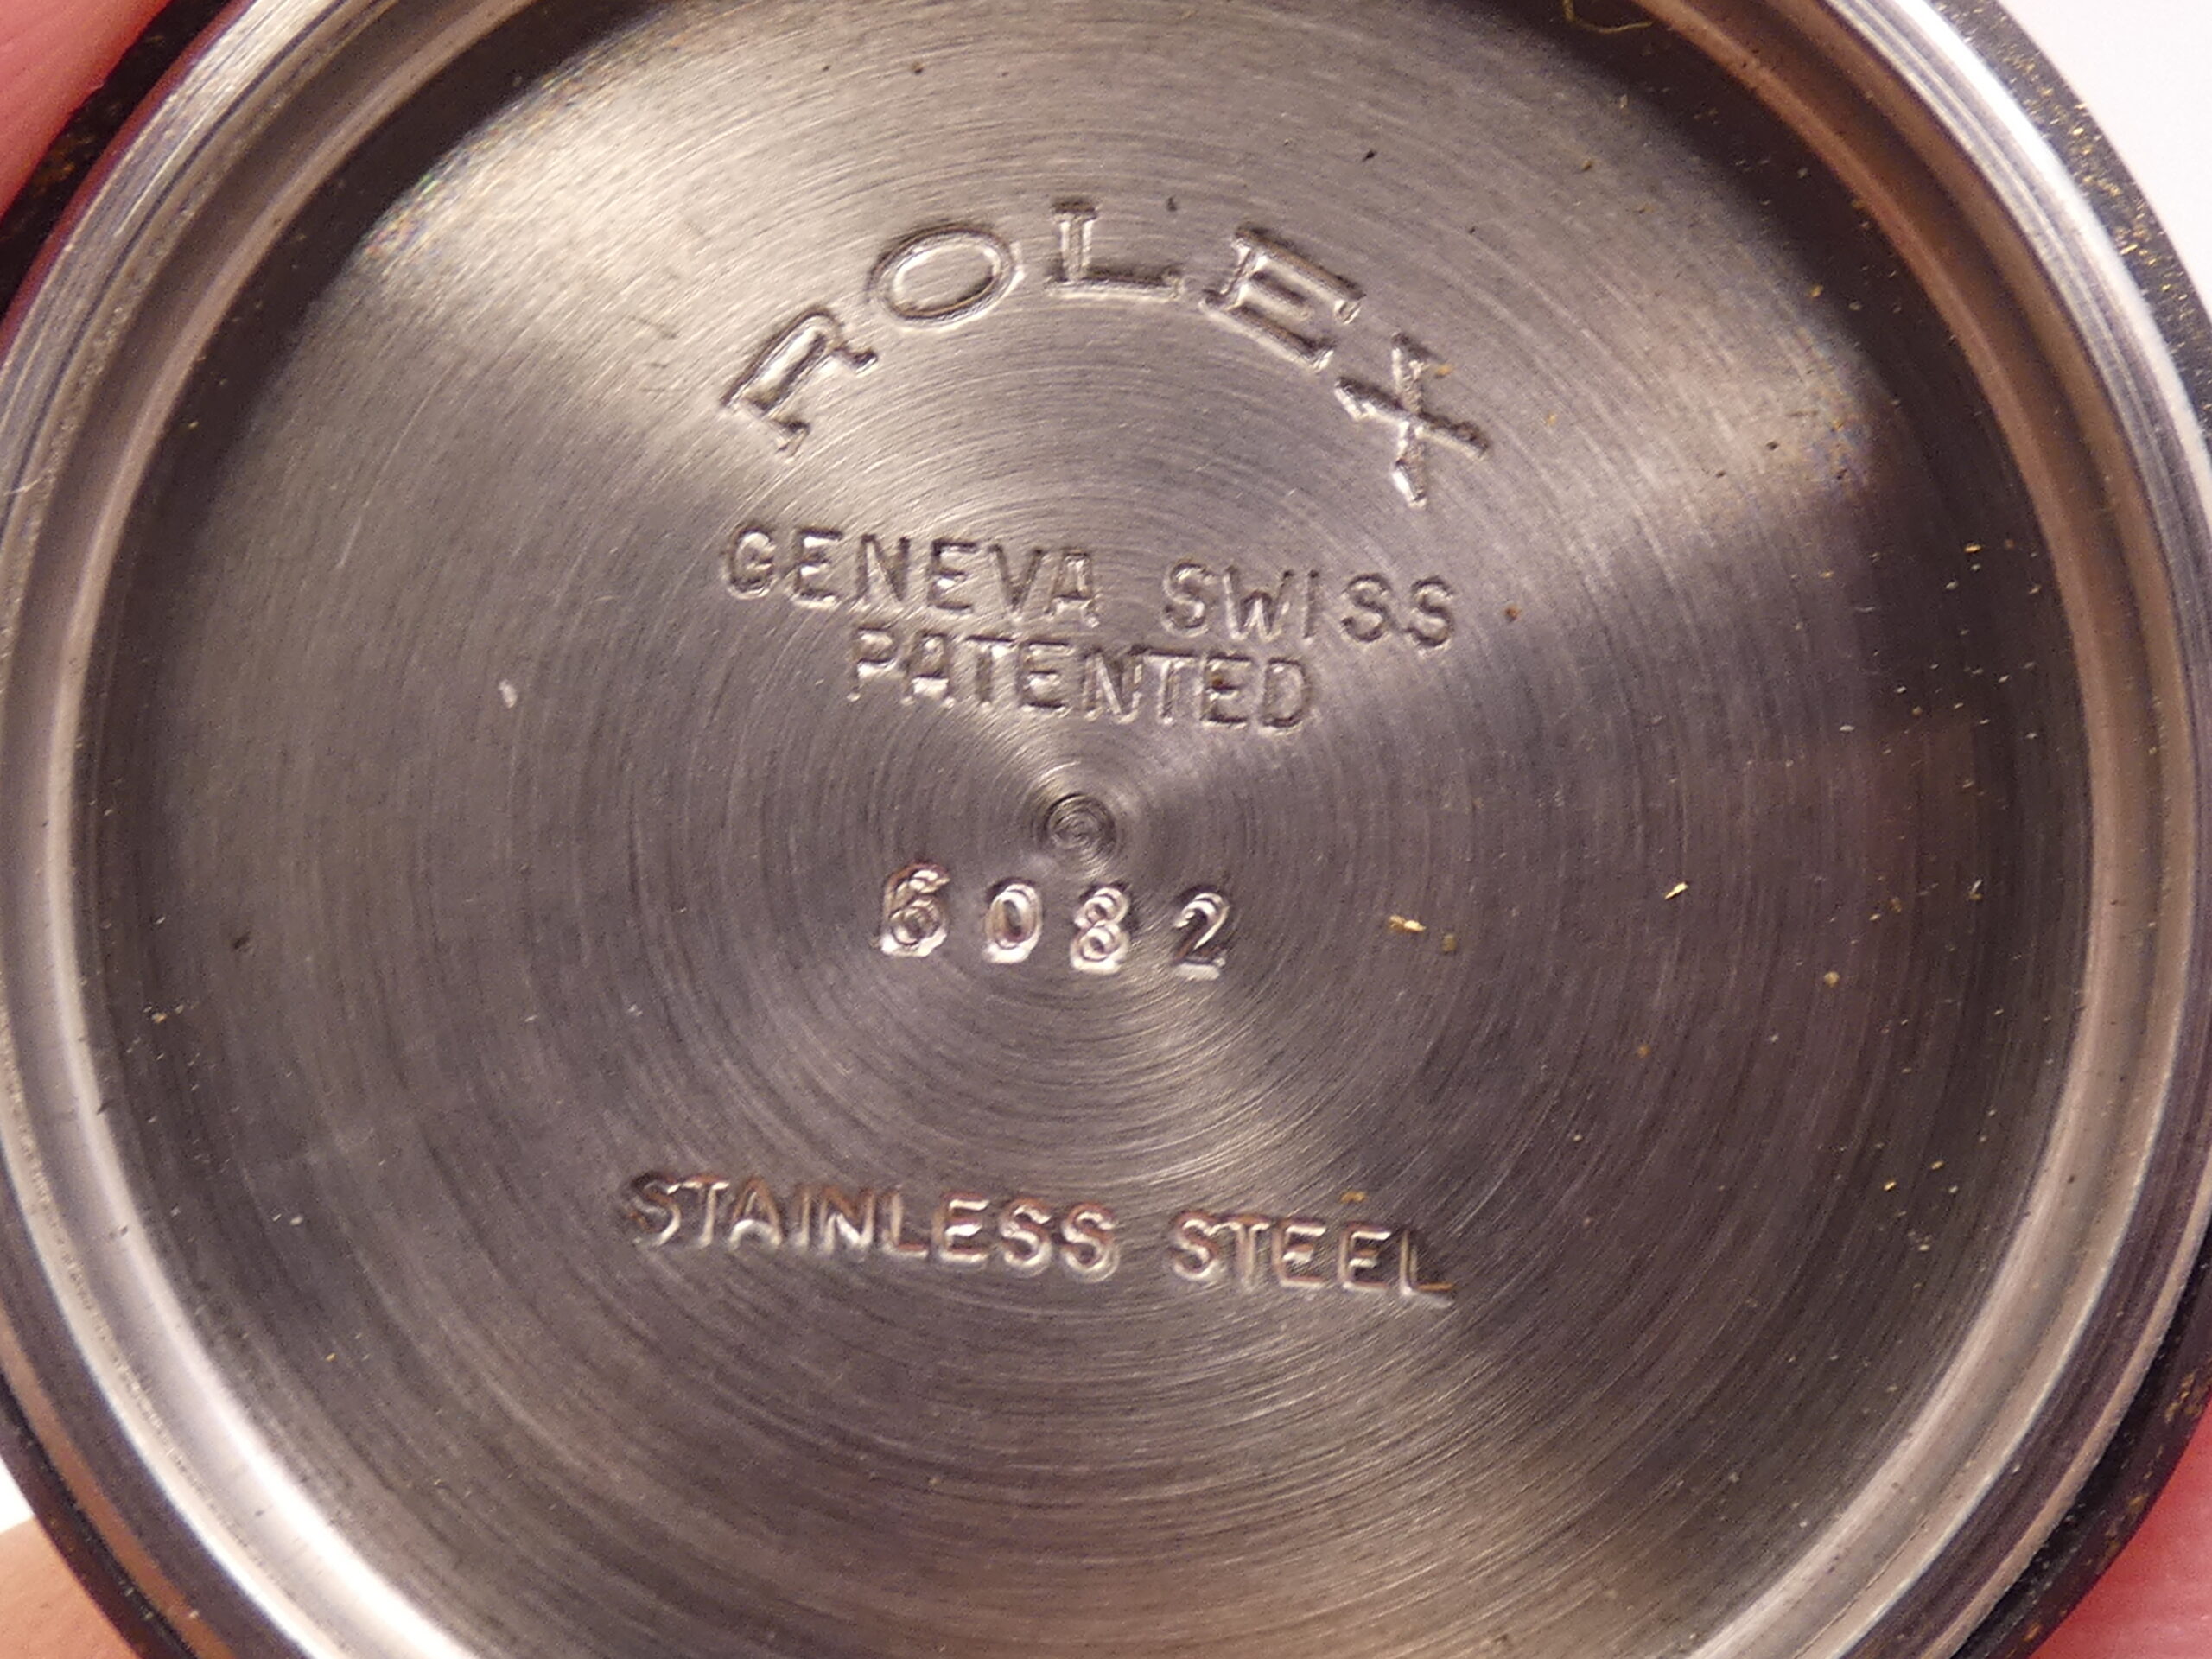 ROLEX
GENEVA SWISS
PATENTED
6082
STAINLESS STEEL